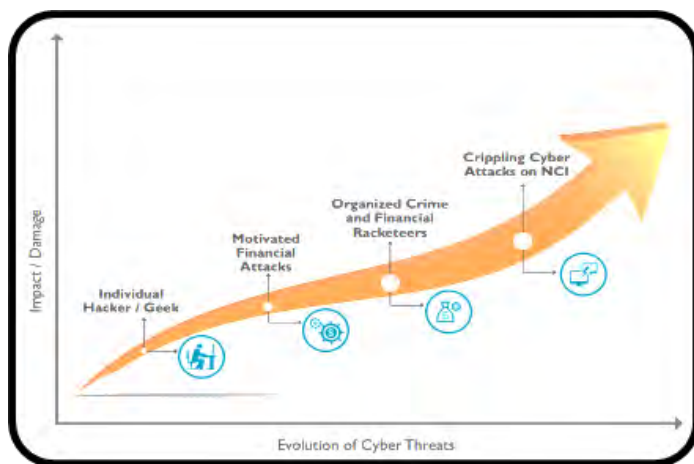 Crippling Cyber
Attacks on NCI
Organized Crime
and Financial
Racketeers
Motivated
Financial
Attacks
Individual
Hacker / Geek
Impact / Damage
Evolution of Cyber Threats